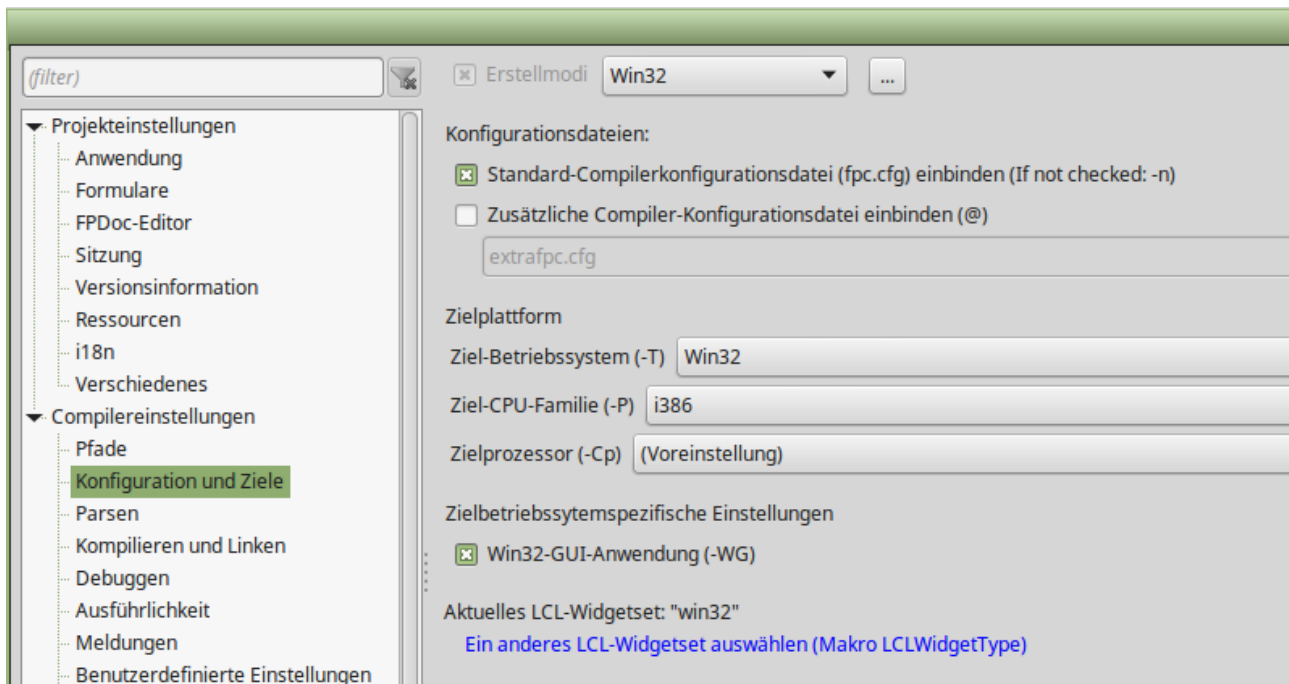 (filter)
Erstellmodi Win32 ...
Projekteinstellungen
Anwendung
Formulare
FPDoc-Editor
Sitzung
Versionsinformation
Ressourcen
i18n
Verschiedenes
Compilereinstellungen
Pfade
Konfiguration und Ziele
Parsen
Kompilieren und Linken
Debuggen
Ausführlichkeit
Meldungen
Benutzerdefinierte Einstellungen
Konfigurationsdateien:
Standard-Compilerkonfigurationsdatei (fpc.cfg) einbinden (If not checked: -n)
Zusätzliche Compiler-Konfigurationsdatei einbinden (@)
extrafpc.cfg
Zielplattform
Ziel-Betriebssystem (-T) Win32
Ziel-CPU-Familie (-P) i386
Zielprozessor (-Cp) (Voreinstellung)
Zielbetriebssytemspezifische Einstellungen
Win32-GUI-Anwendung (-WG)
Aktuelles LCL-Widgetset: "win32"
Ein anderes LCL-Widgetset auswählen (Makro LCLWidgetType)